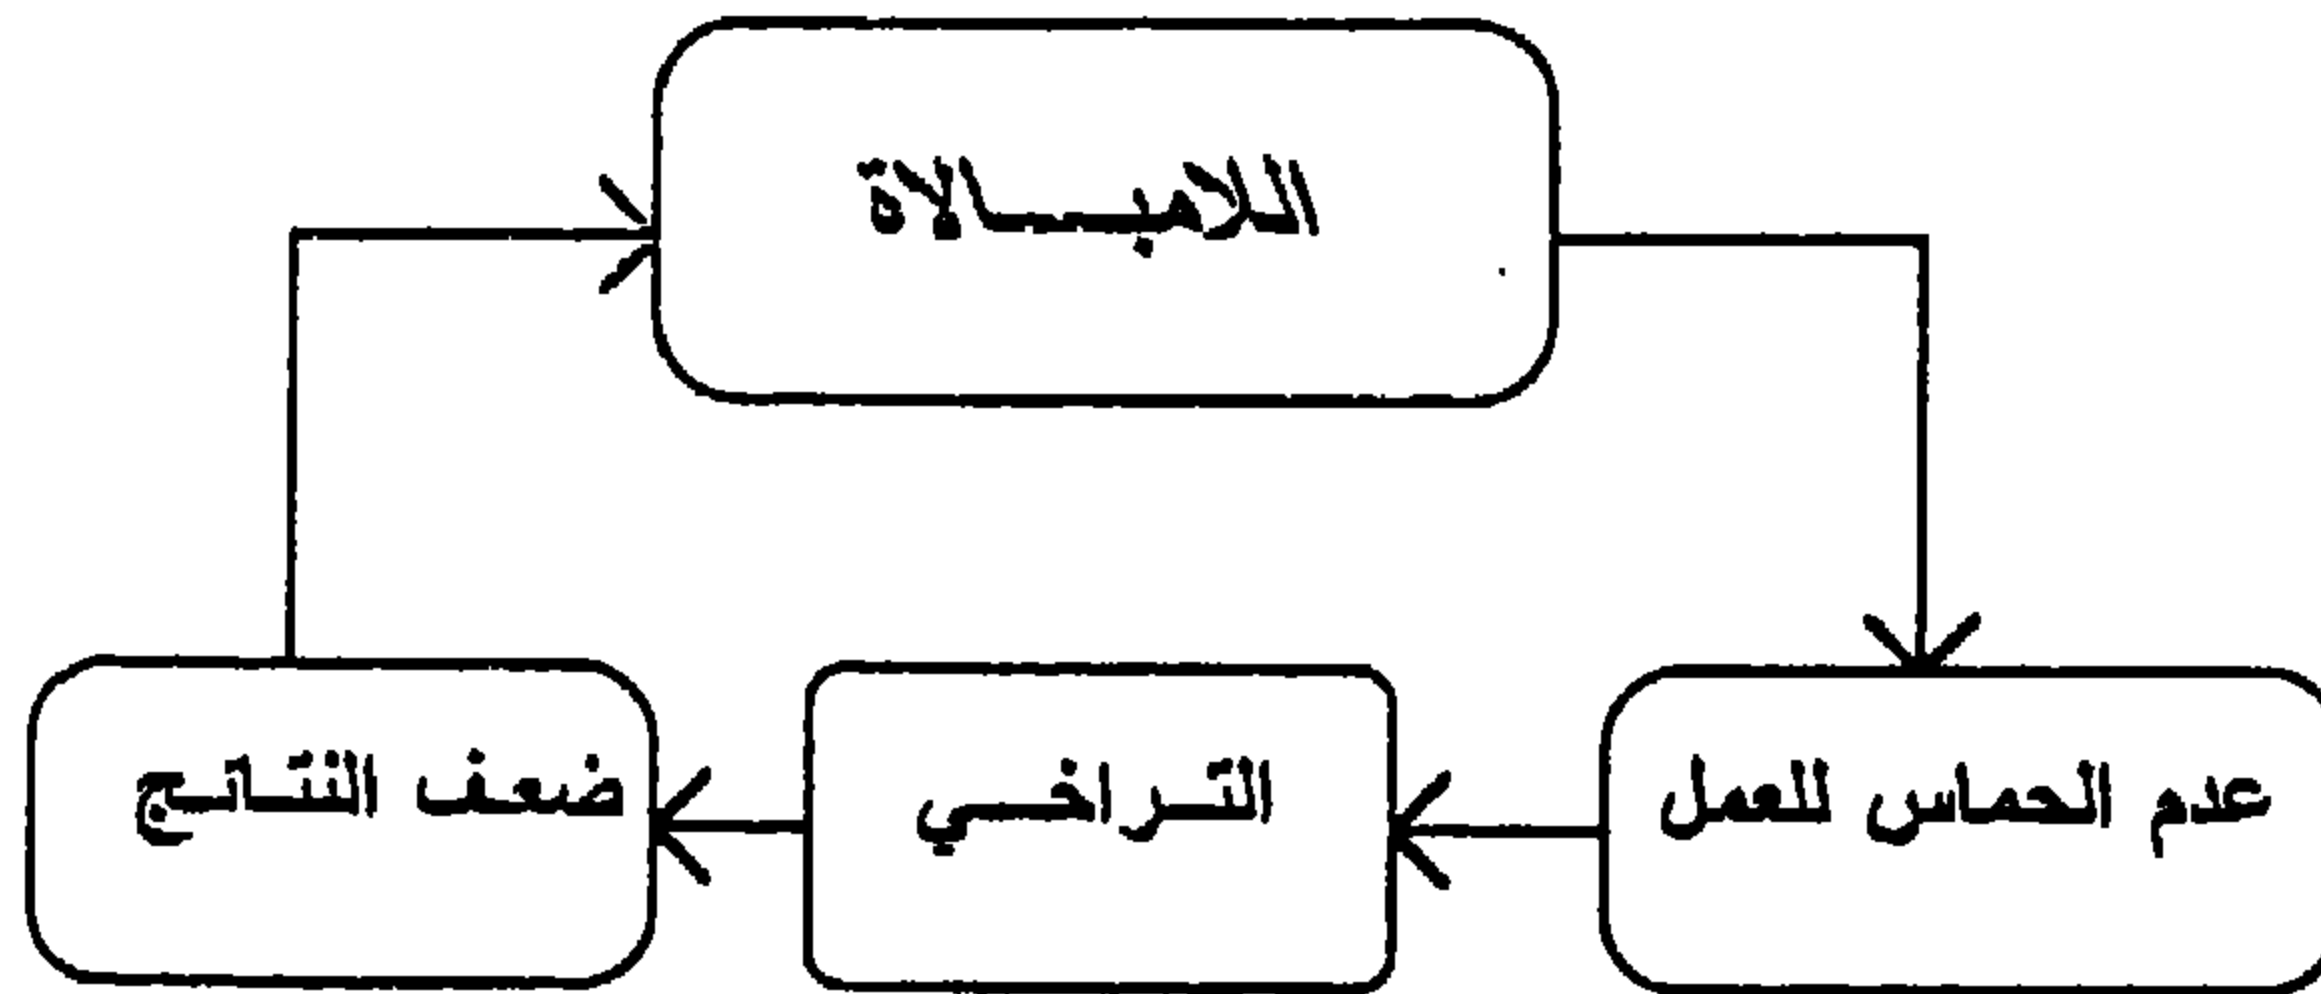 اللامبالاة
عدم الحماس للعمل
التراخي
ضعف النتائج